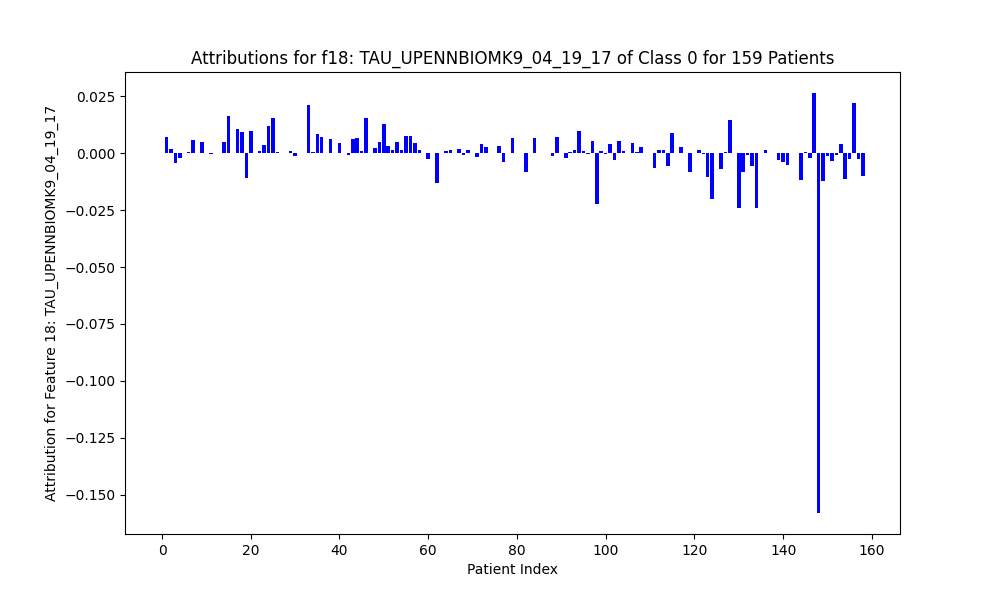 Attributions for f18: TAU_UPENNBIOMK9_04_19_17 of Class 0 for 159 Patients
Attribution for Feature 18: TAU_UPENNBIOMK9_04_19_17
0.025
0.000
−0.025
−0.050
−0.075
−0.100
−0.125
−0.150
0 20 40 60 80 100 120 140 160
Patient Index